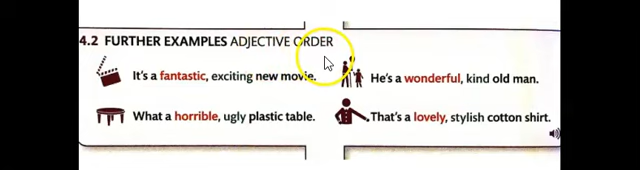 4.2 FURTHER EXAMPLES ADJECTIVE ORDER
It's a fantastic, exciting new movie.
He's a wonderful, kind old man.
What a horrible, ugly plastic table.
That's a lovely, stylish cotton shirt.